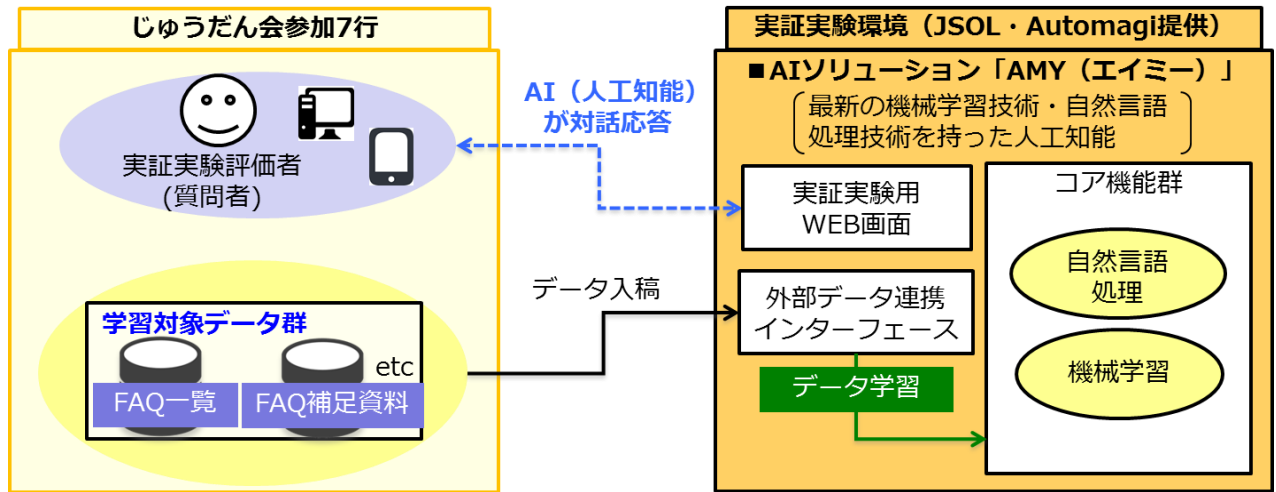 じゅうだん会参加7行
実証実験評価者
(質問者)
学習対象データ群
etc
FAQ一覧
FAQ補足資料
AI（人工知能）
が対話応答
データ入稿
実証実験環境（JSOL・Automagi提供）
■AIソリューション「AMY（エイミー）」
最新の機械学習技術・自然言語
処理技術を持った人工知能
実証実験用
WEB画面
外部データ連携
インターフェース
データ学習
コア機能群
自然言語
処理
機械学習